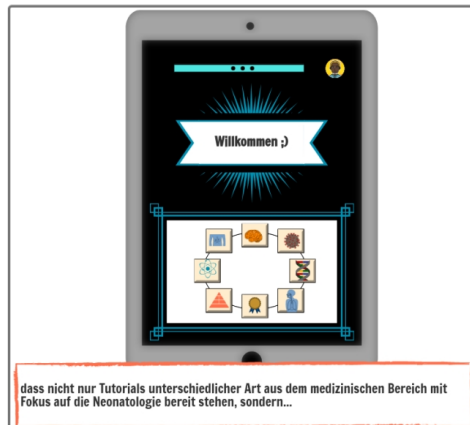 Willkommen ;)
dass nicht nur Tutorials unterschiedlicher Art aus dem medizinischen Bereich mit
Fokus auf die Neonatologie bereit stehen, sondern...